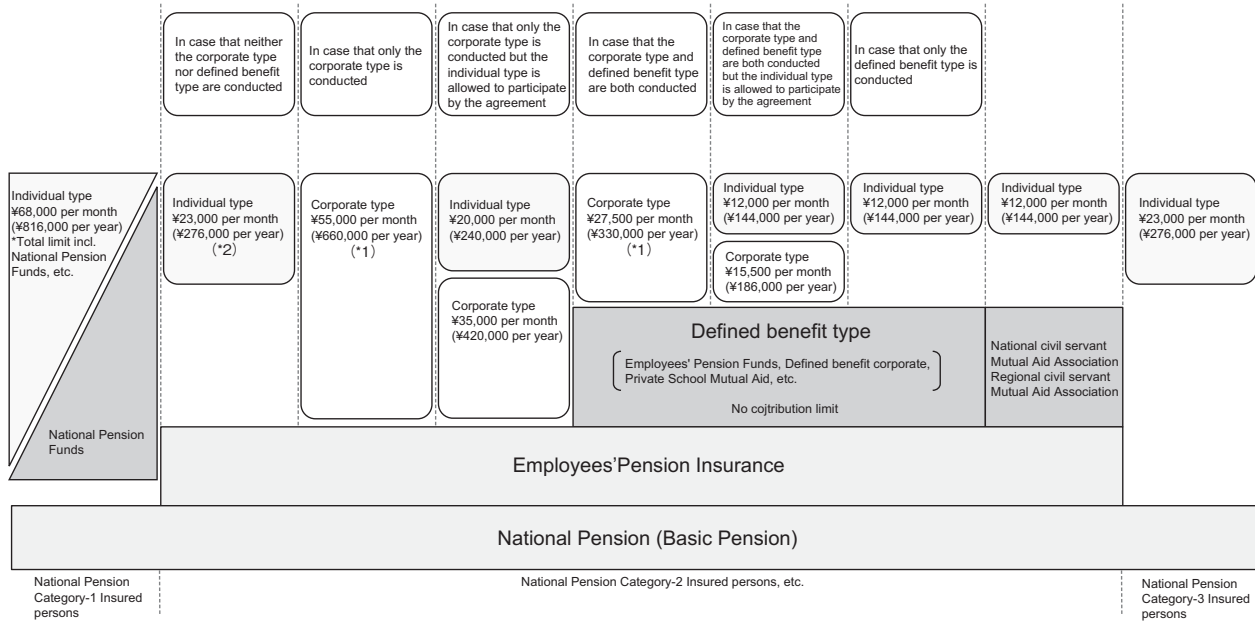 In case that neither
the corporate type
nor defined benefit
type are conducted
In case that only the
corporate type is
conducted
In case that only the
corporate type is
conducted but the
individual type is
allowed to participate
by the agreement
In case that the
corporate type and
defined benefit type
are both conducted
In case that the
corporate type and
defined benefit type
are both conducted
but the individual type
is allowed to participate
by the agreement
In case that only the
defined benefit type is
conducted
Individual type
¥68,000 per month
(¥816,000 per year)
*Total limit incl.
National Pension
Funds, etc.
National Pension
Funds
Individual type
¥23,000 per month
(¥276,000 per year)
(*2)
Corporate type
¥55,000 per month
(¥660,000 per year)
(*1)
Individual type
¥20,000 per month
(¥240,000 per year)
Corporate type
¥35,000 per month
(¥420,000 per year)
Corporate type
¥27,500 per month
(¥330,000 per year)
(*1)
Individual type
¥12,000 per month
(¥144,000 per year)
Corporate type
¥15,500 per month
(¥186,000 per year)
Individual type
¥12,000 per month
(¥144,000 per year)
Individual type
¥12,000 per month
(¥144,000 per year)
Individual type
¥23,000 per month
(¥276,000 per year)
Defined benefit type
Employees' Pension Funds, Defined benefit corporate,
Private School Mutual Aid, etc.
No cojtribution limit
National civil servant
Mutual Aid Association
Regional civil servant
Mutual Aid Association
Employees'Pension Insurance
National Pension (Basic Pension)
National Pension
Category-1 Insured
persons
National Pension Category-2 Insured persons, etc.
National Pension
Category-3 Insured
persons